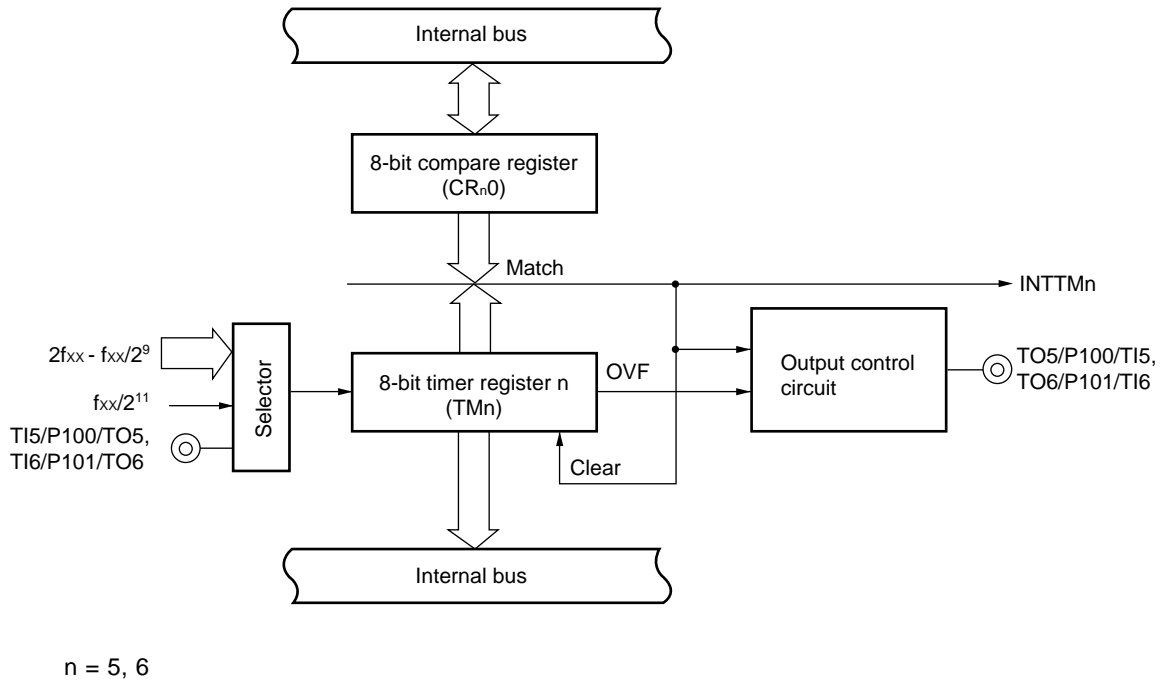 Internal bus
8-bit compare register
(CRn0)
Match
INTTMn
2fxx - fxx/2⁹
fxx/2¹¹
TI5/P100/TO5,
TI6/P101/TO6
Selector
8-bit timer register n
(TMn)
OVF
Clear
Output control
circuit
TO5/P100/TI5,
TO6/P101/TI6
Internal bus
n = 5, 6